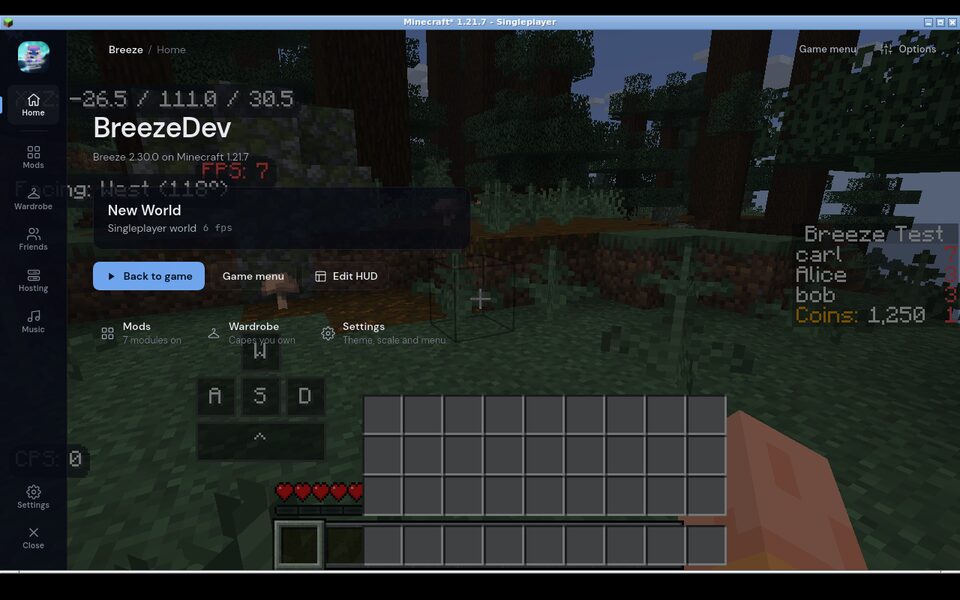 Minecraft* 1.21.7 - Singleplayer
Breeze / Home
Game menu
Options
-26.5 / 111.0 / 30.5
Home
BreezeDev
Breeze 2.30.0 on Minecraft 1.21.7
FPS: 7
Mods
Facing: West (118°)
Wardrobe
New World
Singleplayer world 6 fps
Friends
Breeze Test
carl
Alice
bob
Coins: 1,250
Back to game
Game menu
Edit HUD
Hosting
Music
Mods
7 modules on
Wardrobe
Capes you own
Settings
Theme, scale and menu
W
A S D
^
CPS: 0
Settings
Close